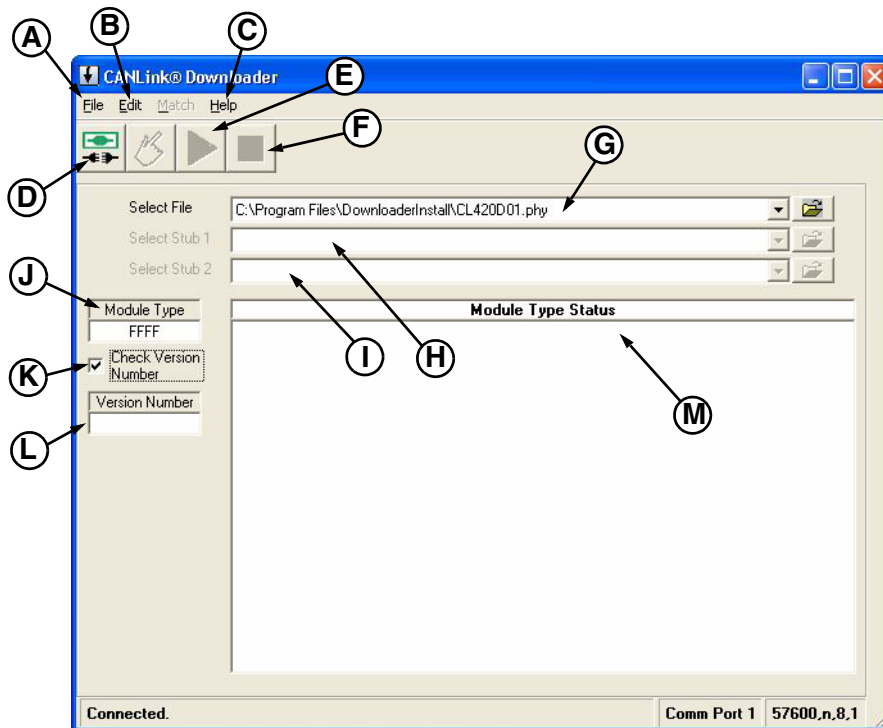 A
B
C
CANLink® Downloader
E
File Edit Match Help
F
D
G
Select File C:\Program Files\DownloaderInstall\CL420D01.phy
Select Stub 1
Select Stub 2
J
Module Type
Module Type Status
FFFF
I
H
K
Check Version
Number
Version Number
M
L
Connected.
Comm Port 1
57600,n,8,1